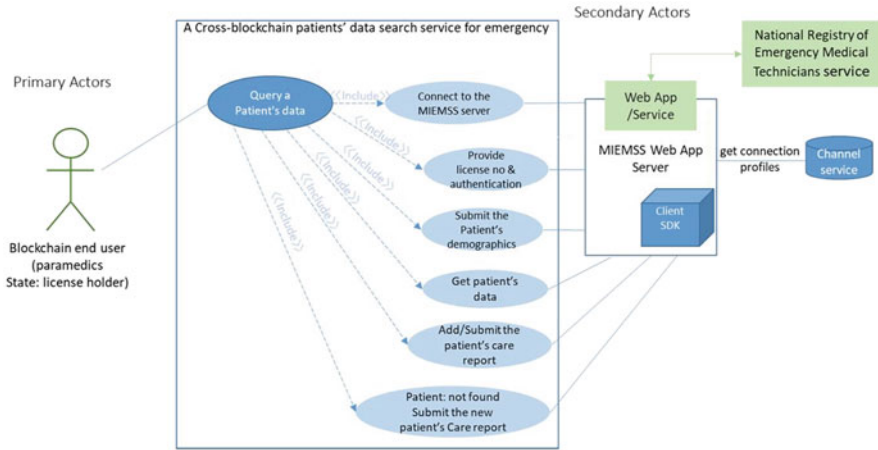 A Cross-blockchain patients' data search service for emergency
Secondary Actors
National Registry of
Emergency Medical
Technicians service
Primary Actors
Query a
Patient's data
<<Include>>
Connect to the
MIEMSS server
Web App
/Service
<<Include>>
<<Include>>
<<Include>>
<<Include>>
<<Include>>
Provide
license no &
authentication
MIEMSS Web App
Server
get connection
profiles
Channel
service
Submit the
Patient's
demographics
Client
SDK
Blockchain end user
(paramedics
State: license holder)
Get patient's
data
Add/Submit the
patient's care
report
Patient: not found
Submit the new
patient's Care report